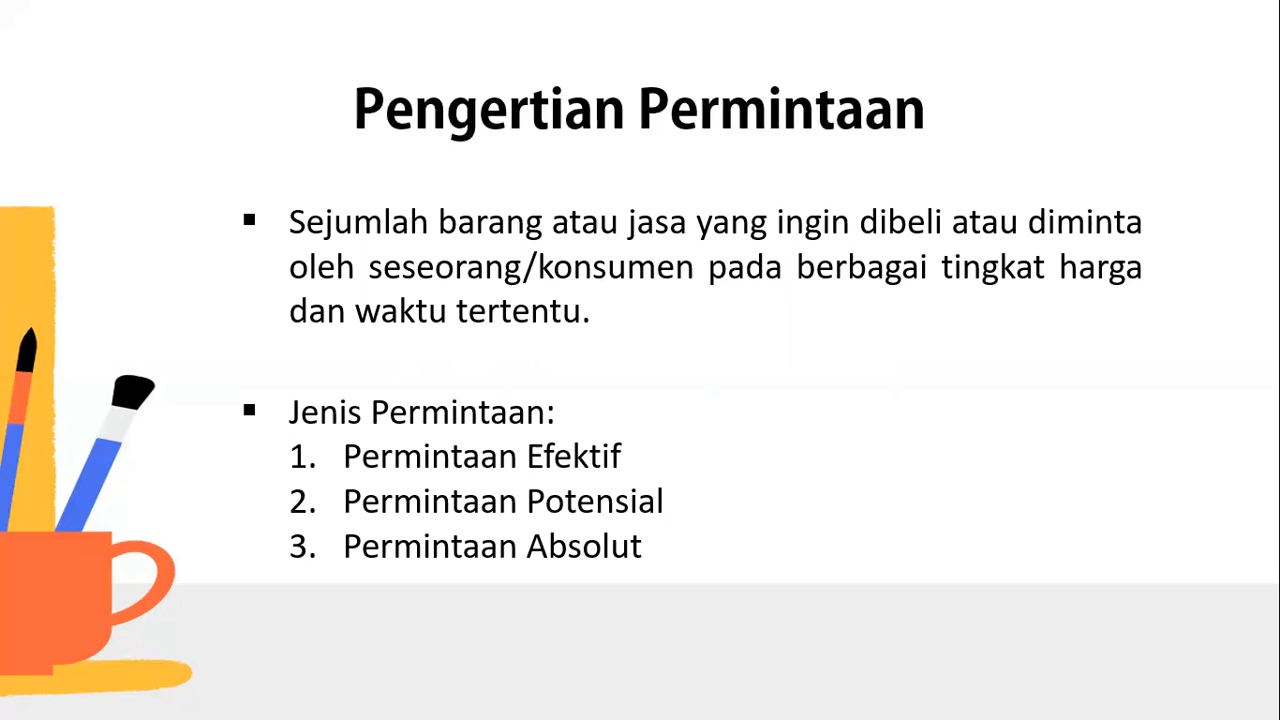 Pengertian Permintaan
▪ Sejumlah barang atau jasa yang ingin dibeli atau diminta
oleh seseorang/konsumen pada berbagai tingkat harga
dan waktu tertentu.
▪ Jenis Permintaan:
1. Permintaan Efektif
2. Permintaan Potensial
3. Permintaan Absolut